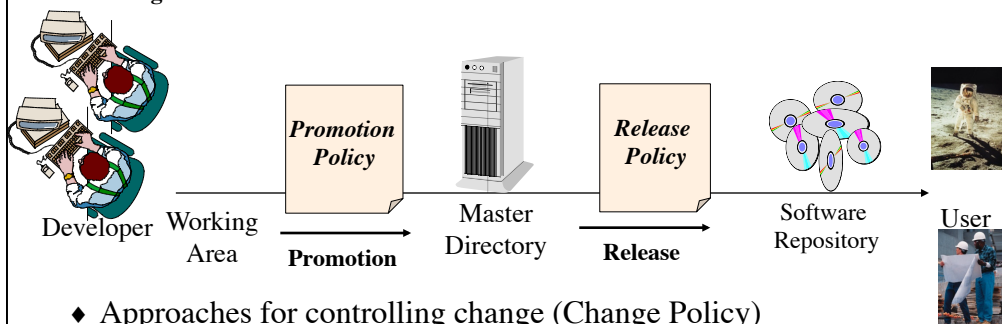 Promotion
Policy
Release
Policy
Developer
Working
Area
Promotion
Master
Directory
Release
Software
Repository
User
♦ Approaches for controlling change (Change Policy)